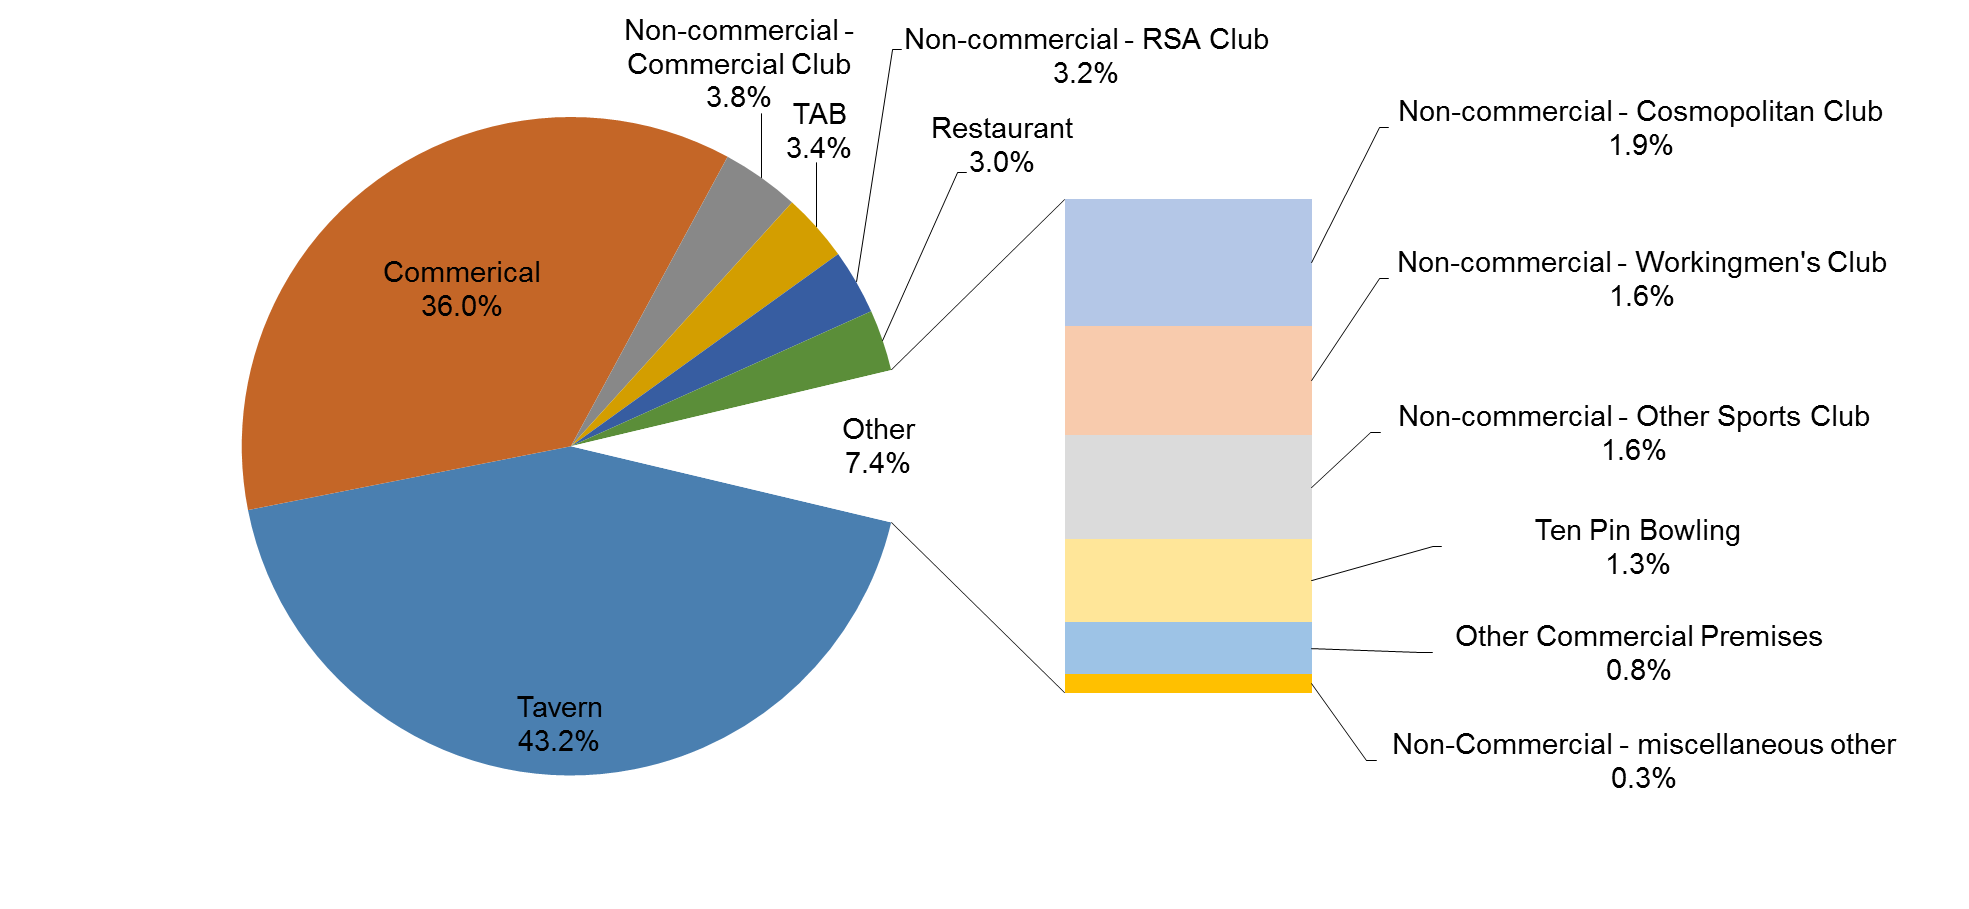 Non-commercial -
Commercial Club
3.8%
TAB
3.4%
Non-commercial - RSA Club
3.2%
Restaurant
3.0%
Commerical
36.0%
Other
7.4%
Tavern
43.2%
Non-commercial - Cosmopolitan Club
1.9%
Non-commercial - Workingmen's Club
1.6%
Non-commercial - Other Sports Club
1.6%
Ten Pin Bowling
1.3%
Other Commercial Premises
0.8%
Non-Commercial - miscellaneous other
0.3%